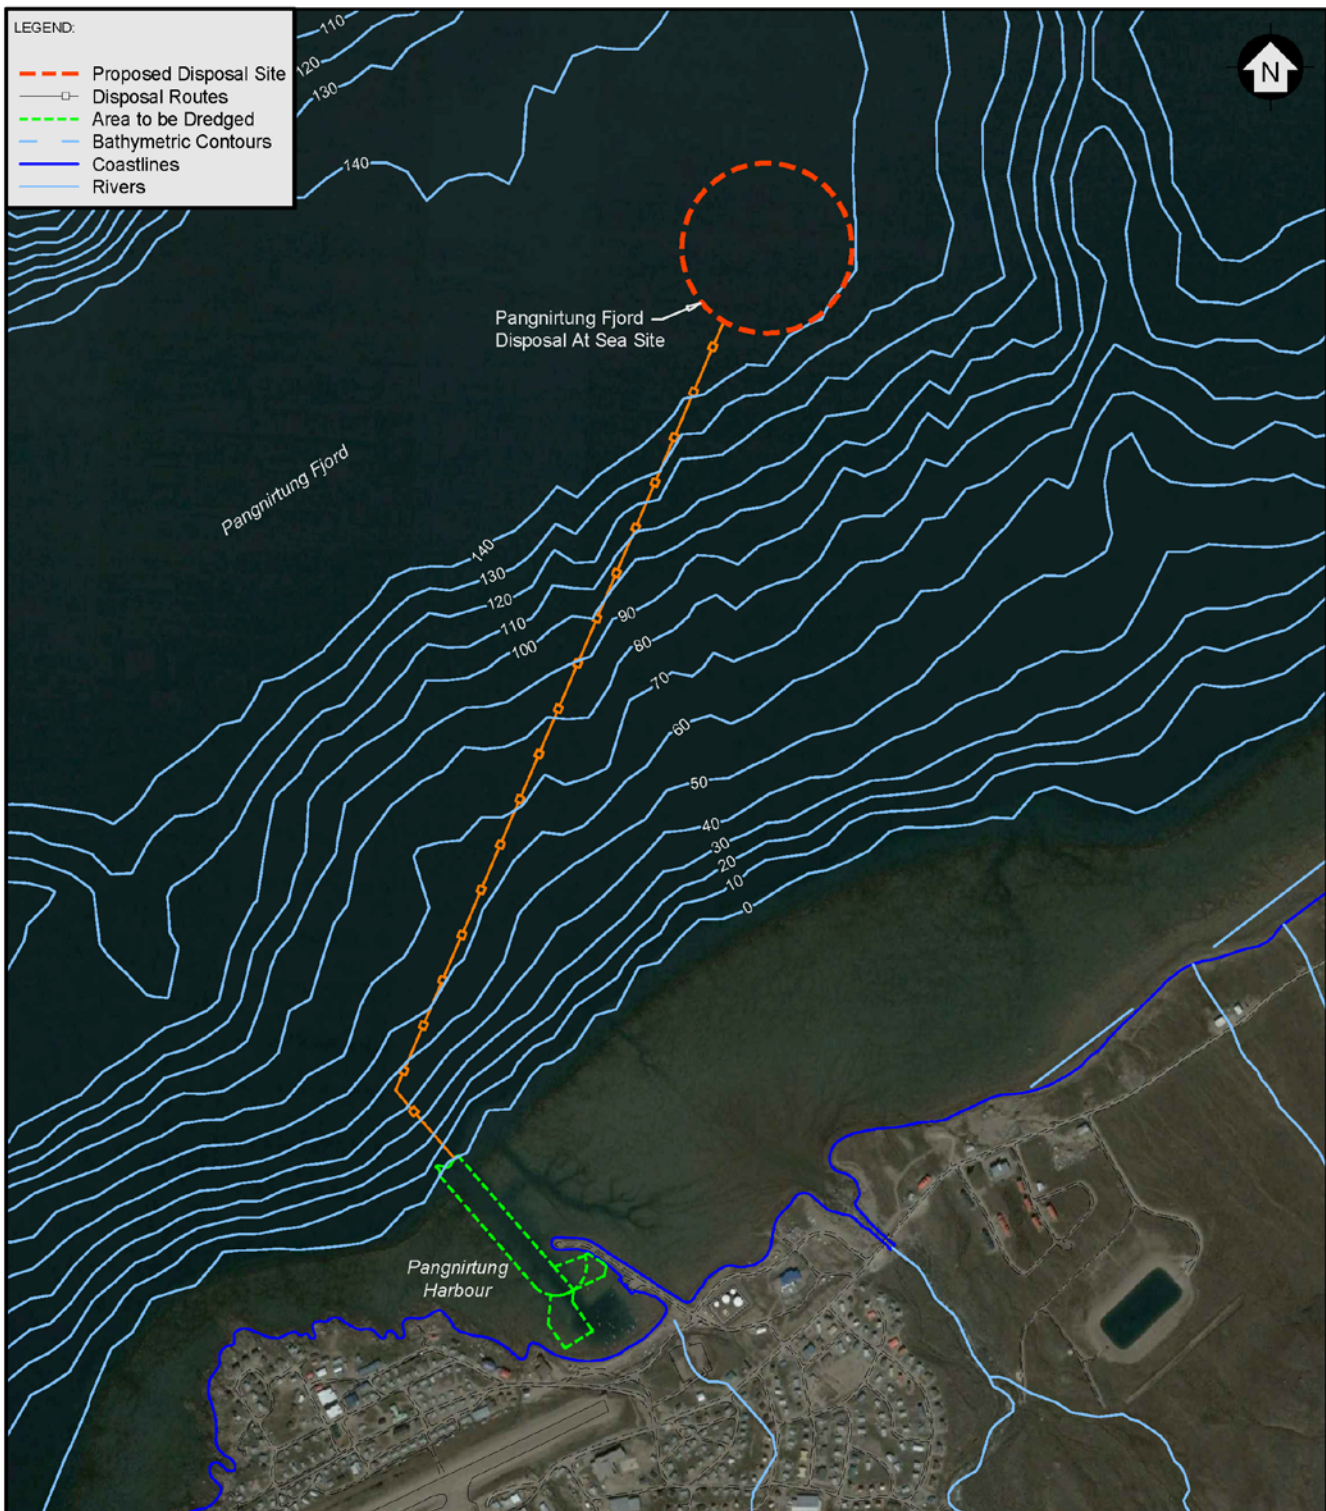 LEGEND:
Proposed Disposal Site
Disposal Routes
Area to be Dredged
Bathymetric Contours
Coastlines
Rivers
110
120
130
140
N
Pangnirtung Fjord
Disposal At Sea Site
Pangnirtung Fjord
140
130
120
110
100
90
80
70
60
50
40
30
20
10
0
Pangnirtung
Harbour